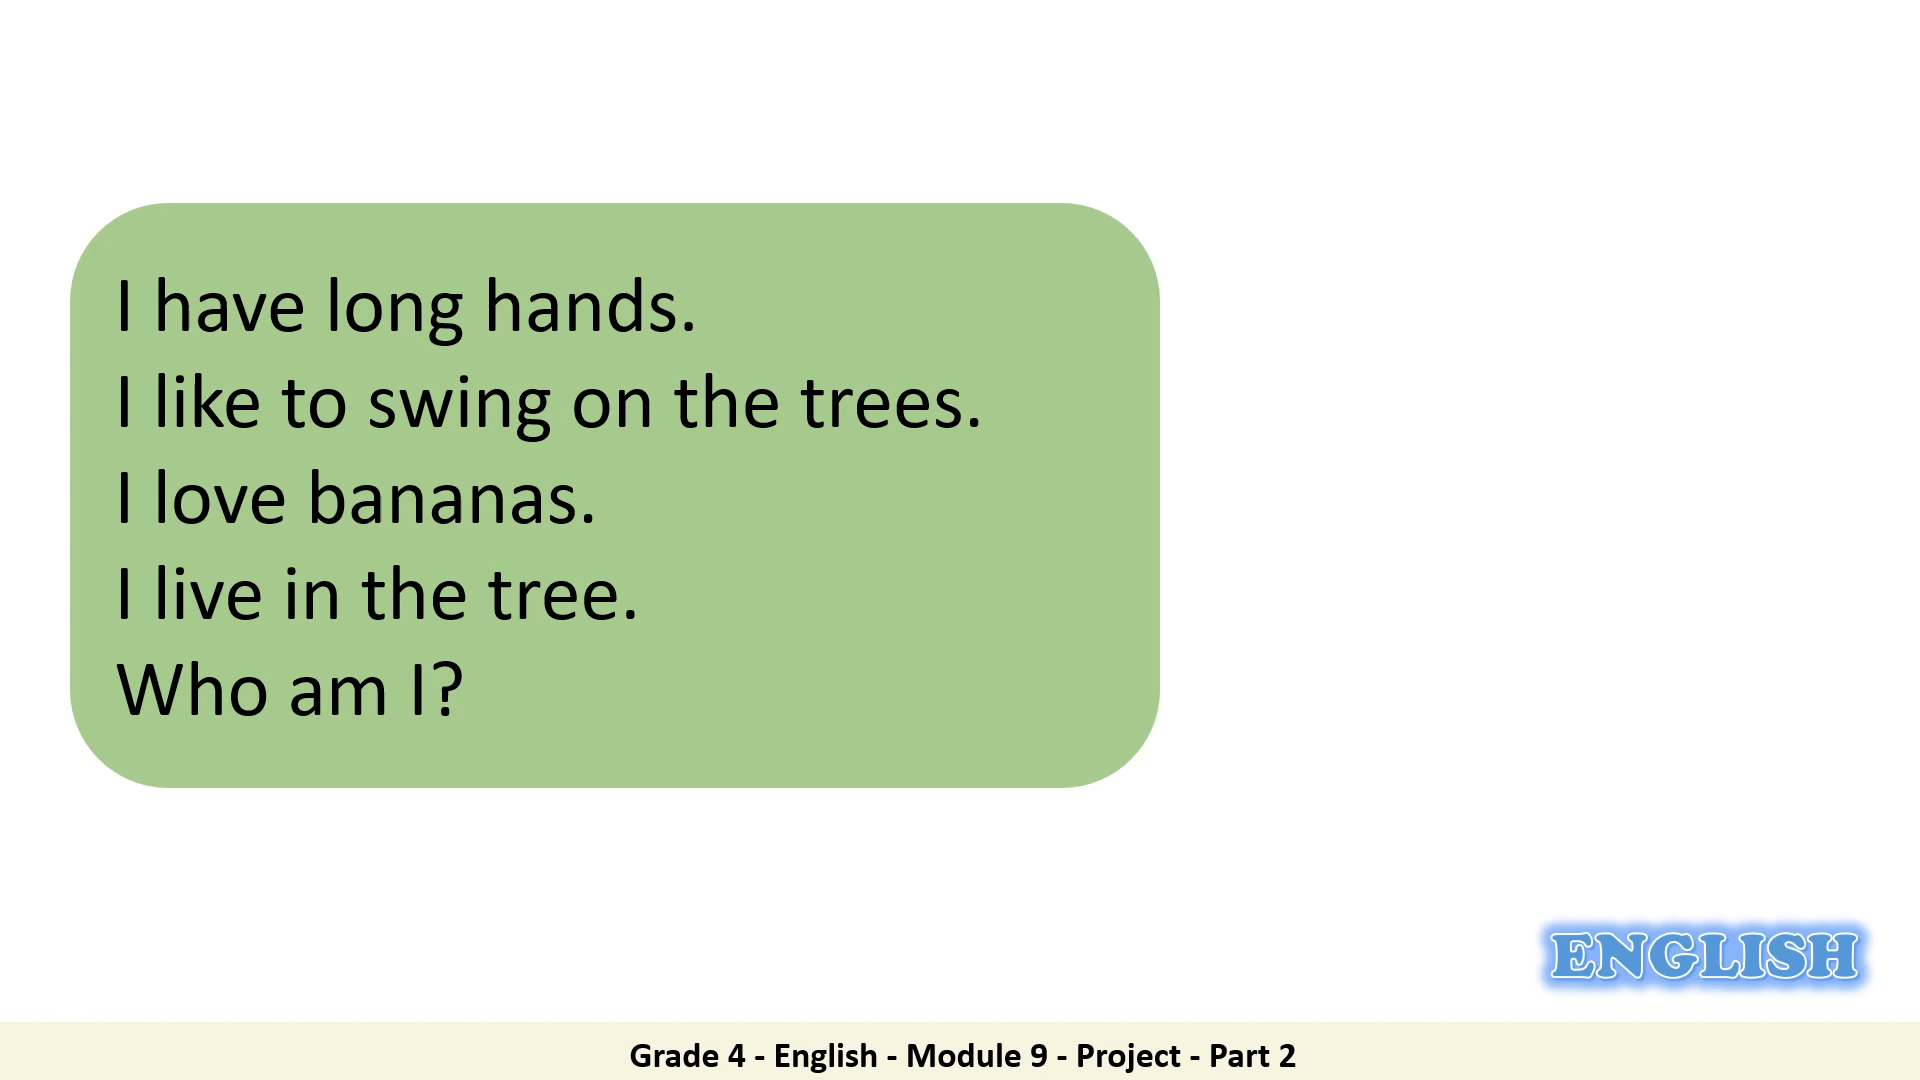 I have long hands.
I like to swing on the trees.
I love bananas.
I live in the tree.
Who am I?
ENGLISH
Grade 4 - English - Module 9 - Project - Part 2